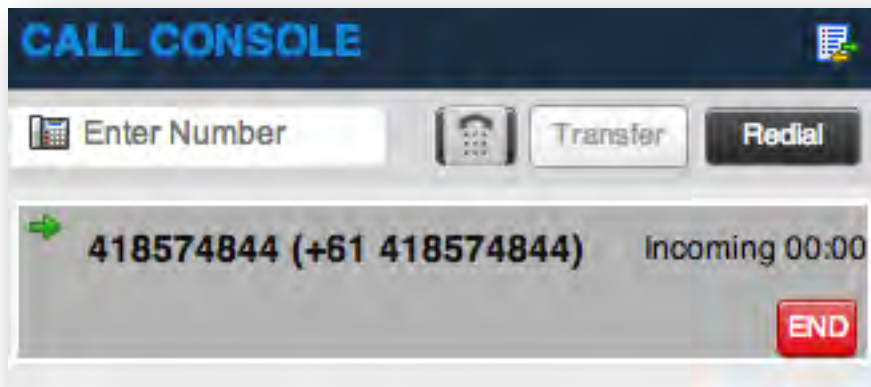 CALL CONSOLE
Enter Number Transfer Redial
418574844 (+61 418574844) Incoming 00:00
END